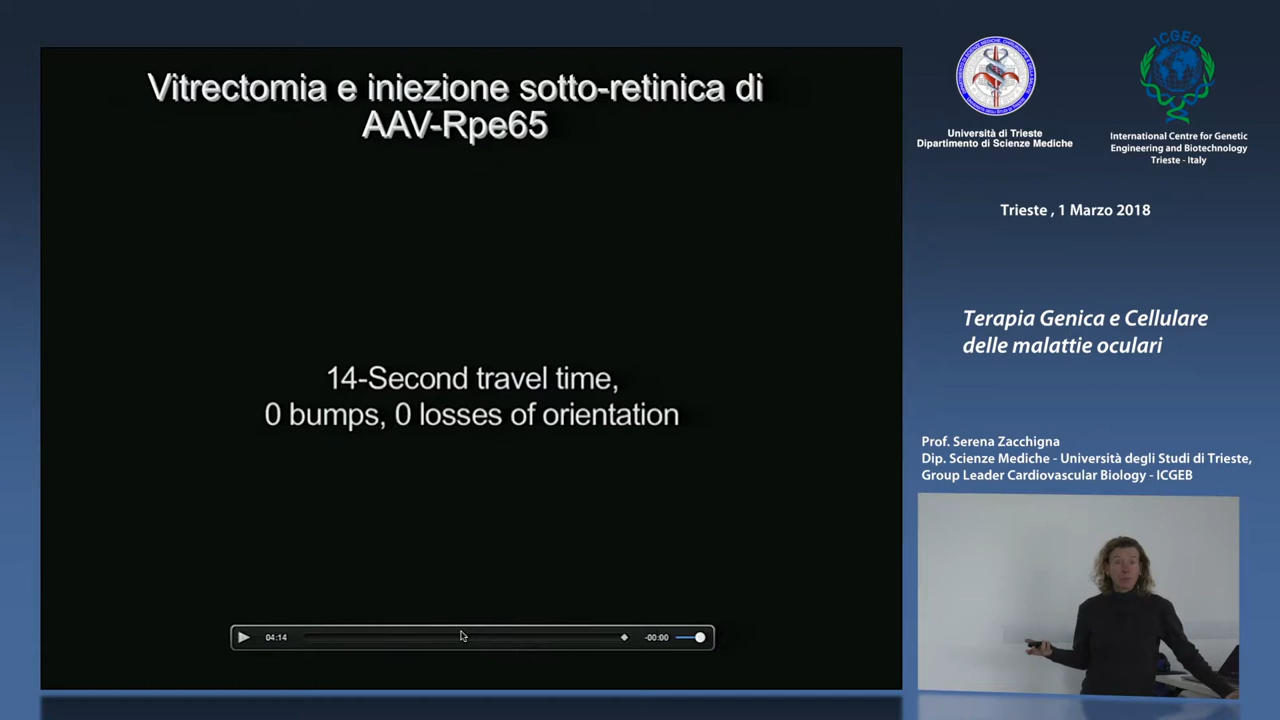 Vitrectomia e iniezione sotto-retinica di
AAV-Rpe65
14-Second travel time,
0 bumps, 0 losses of orientation
04:14
-00:00
Università di Trieste
Dipartimento di Scienze Mediche
ICGEB
International Centre for Genetic
Engineering and Biotechnology
Trieste - Italy
Trieste , 1 Marzo 2018
Terapia Genica e Cellulare
delle malattie oculari
Prof. Serena Zacchigna
Dip. Scienze Mediche - Università degli Studi di Trieste,
Group Leader Cardiovascular Biology - ICGEB